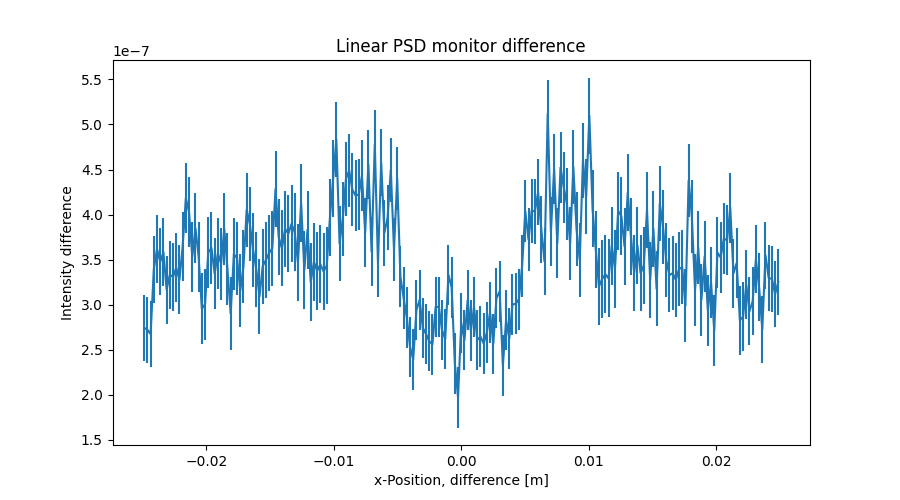 Linear PSD monitor difference
1e−7
5.5
5.0
4.5
4.0
3.5
3.0
2.5
2.0
1.5
Intensity difference
−0.02 −0.01 0.00 0.01 0.02
x-Position, difference [m]